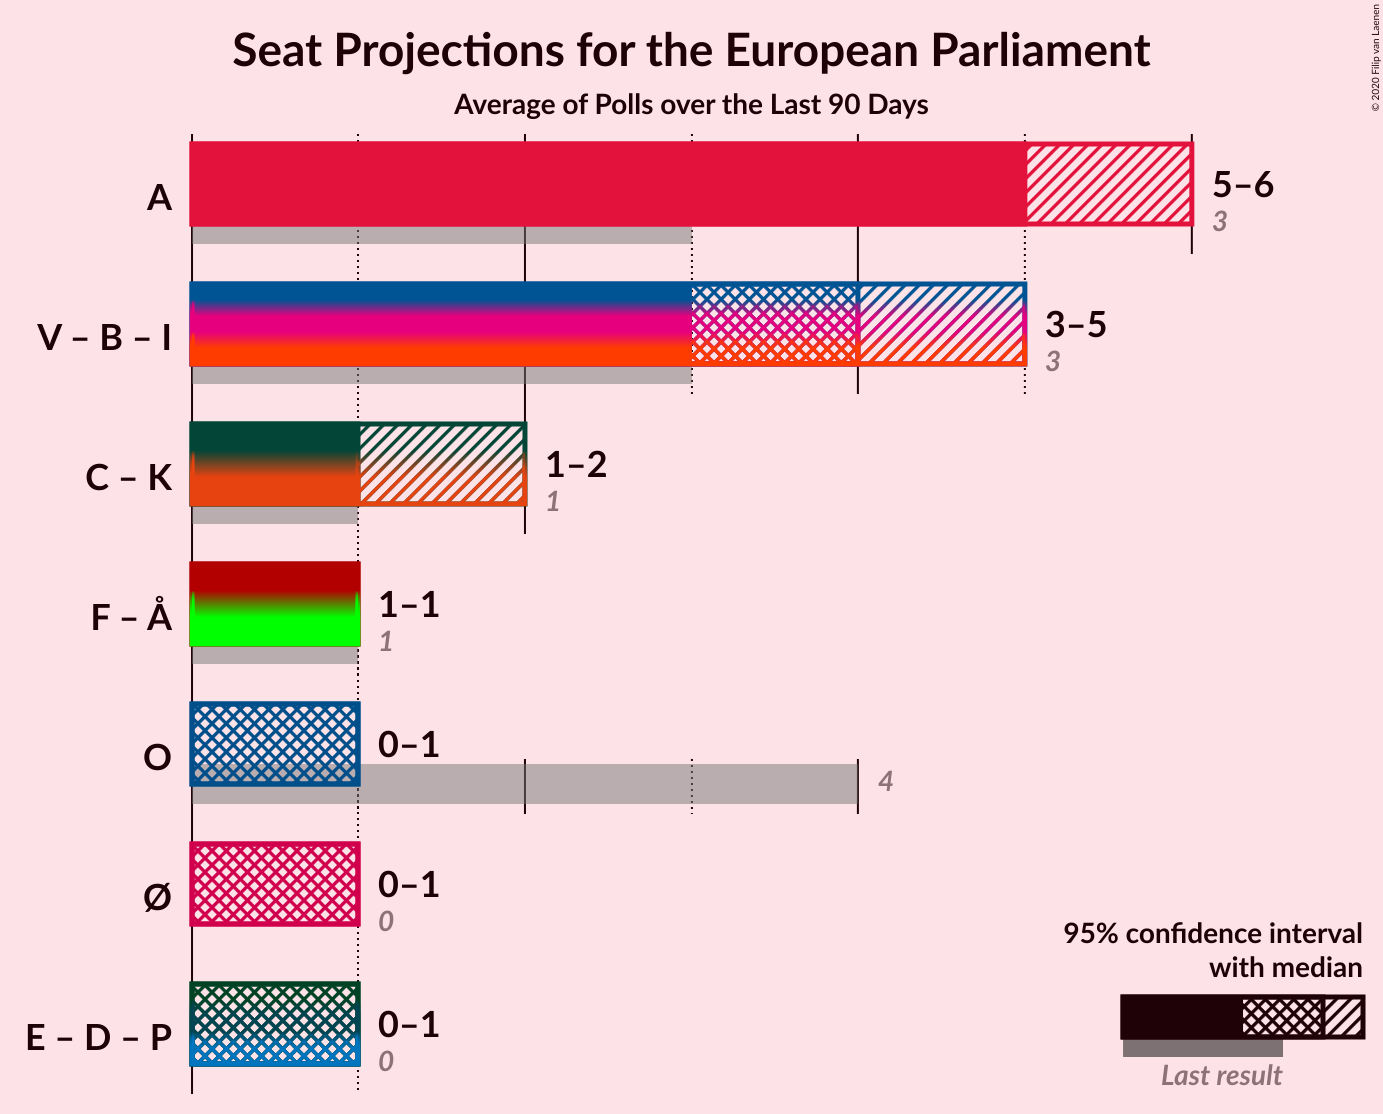 Seat Projections for the European Parliament
Average of Polls over the Last 90 Days
© 2020 Filip van Laenen
A
5–6
3
V – B – I
3–5
3
C – K
1–2
1
F – Å
1–1
1
O
0–1
4
Ø
0–1
0
E – D – P
0–1
0
95% confidence interval
with median
Last result